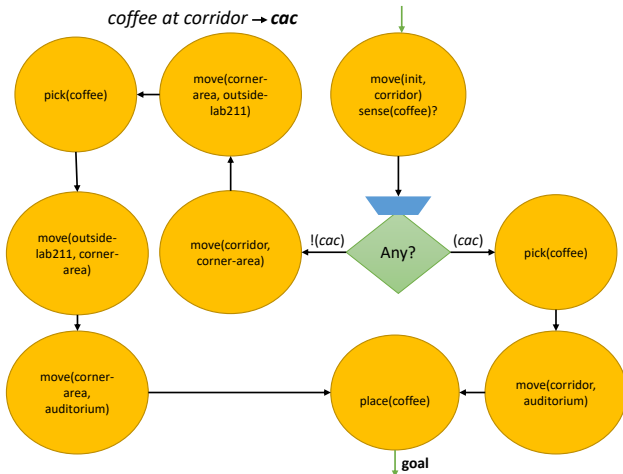 coffee at corridor → cac
move(corner-
area, outside-
lab211)
pick(coffee)
move(init,
corridor)
sense(coffee)?
move(outside-
lab211, corner-
area)
move(corridor,
corner-area)
!(cac)
Any?
(cac)
pick(coffee)
move(corner-
area,
auditorium)
place(coffee)
move(corridor,
auditorium)
goal